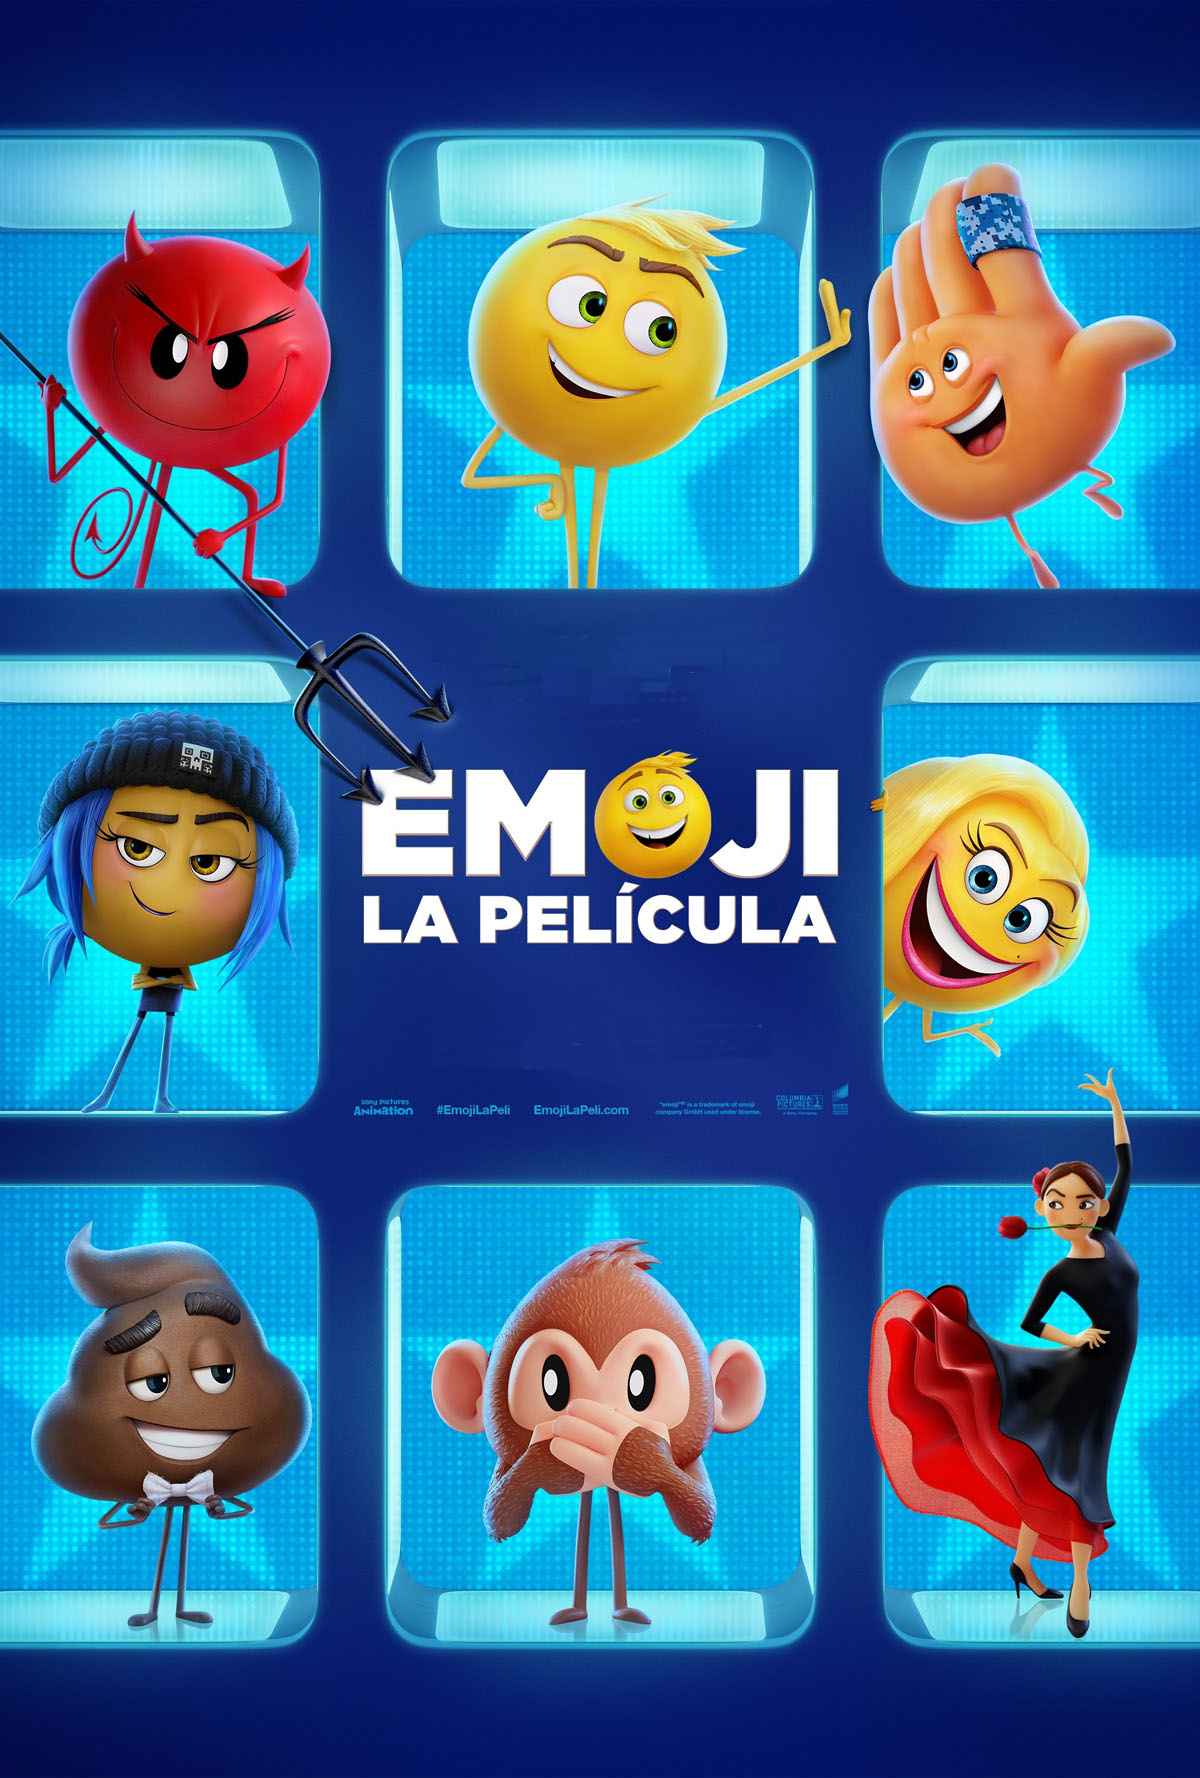 EMOJI
LA PELÍCULA
Sony Pictures
Animation
#EmojiLaPeli
EmojiLaPeli.com
"emoji"® is a trademark of emoji
company GmbH used under license.
COLUMBIA
PICTURES
a Sony Company